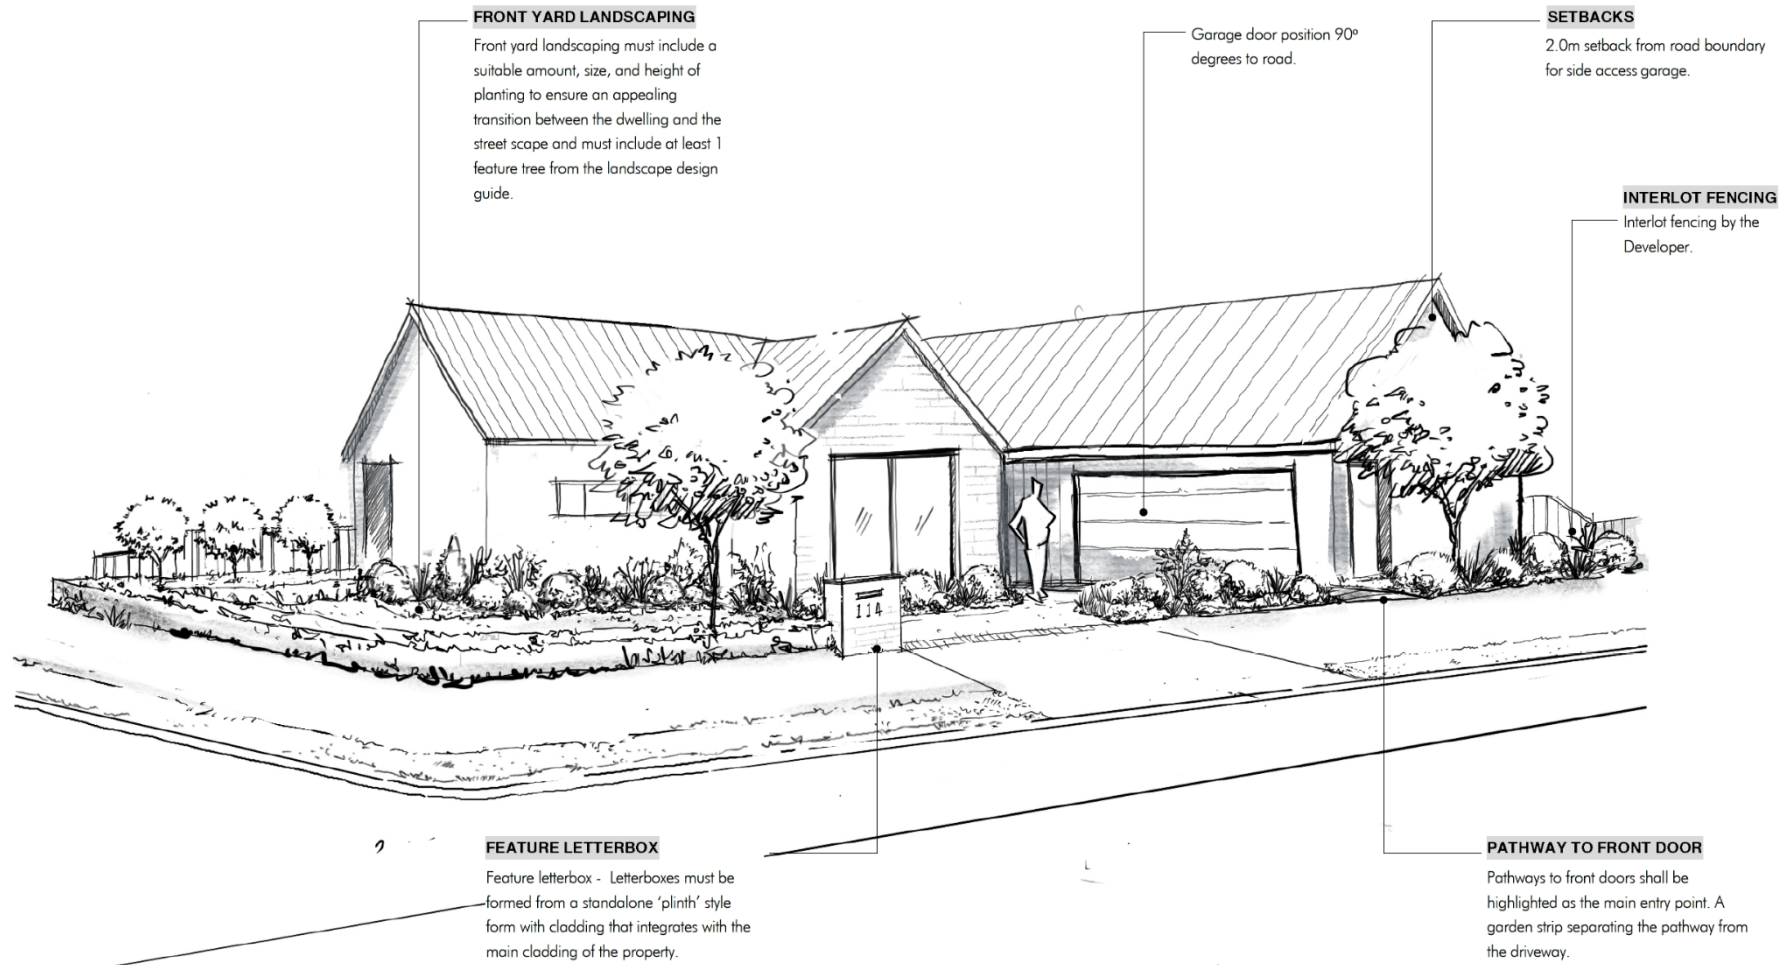 FRONT YARD LANDSCAPING
Front yard landscaping must include a
suitable amount, size, and height of
planting to ensure an appealing
transition between the dwelling and the
street scape and must include at least 1
feature tree from the landscape design
guide.
Garage door position 90º
degrees to road.
SETBACKS
2.0m setback from road boundary
for side access garage.
INTERLOT FENCING
Interlot fencing by the
Developer.
114
FEATURE LETTERBOX
Feature letterbox - Letterboxes must be
formed from a standalone ‘plinth’ style
form with cladding that integrates with the
main cladding of the property.
PATHWAY TO FRONT DOOR
Pathways to front doors shall be
highlighted as the main entry point. A
garden strip separating the pathway from
the driveway.